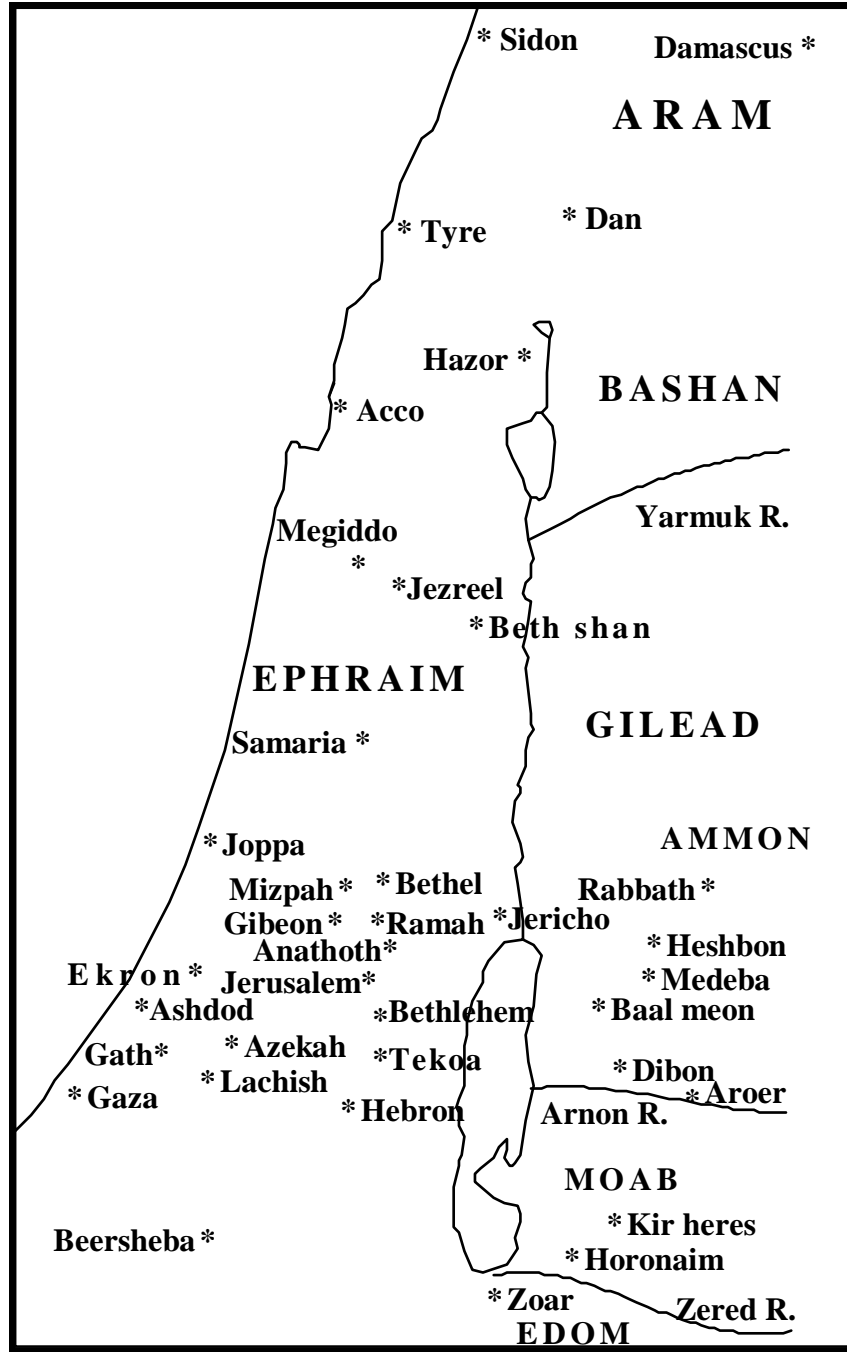 * Sidon
Damascus *
ARAM
* Tyre
* Dan
Hazor *
BASHAN
* Acco
Yarmuk R.
Megiddo
*
* Jezreel
* Beth shan
EPHRAIM
GILEAD
Samaria *
AMMON
* Joppa
Mizpah *
* Bethel
Rabbath *
Gibeon *
* Ramah
* Jericho
Anathoth *
* Heshbon
Ekron *
Jerusalem *
* Medeba
* Ashdod
* Bethlehem
* Baal meon
Gath *
* Azekah
* Tekoa
* Lachish
* Dibon
* Gaza
* Hebron
* Aroer
Arnon R.
MOAB
* Kir heres
Beersheba *
* Horonaim
* Zoar
Zered R.
EDOM